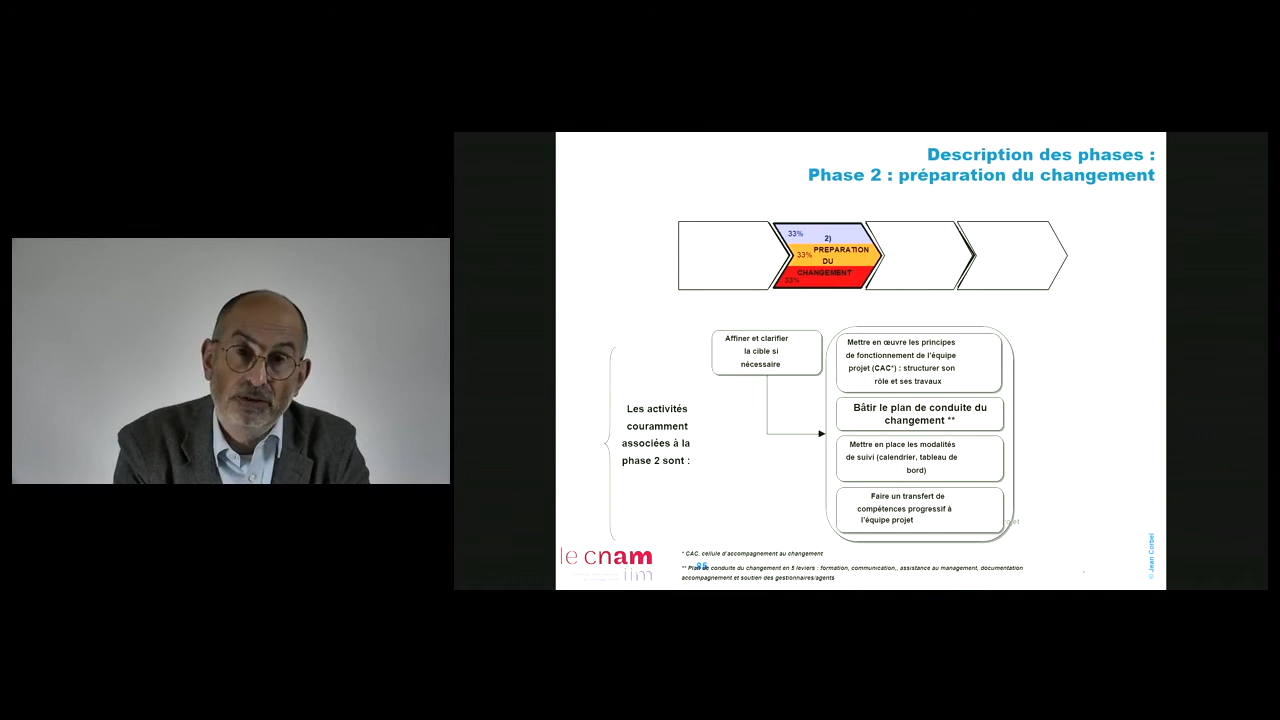 Description des phases :
Phase 2 : préparation du changement
33%
2)
33%
PREPARATION
DU
CHANGEMENT
33%
Les activités
couramment
associées à la
phase 2 sont :
Affiner et clarifier
la cible si
nécessaire
Mettre en œuvre les principes
de fonctionnement de l'équipe
projet (CAC*) : structurer son
rôle et ses travaux
Bâtir le plan de conduite du
changement **
Mettre en place les modalités
de suivi (calendrier, tableau de
bord)
Faire un transfert de
compétences progressif à
l'équipe projet
le cnam
iim
* CAC, cellule d'accompagnement au changement
** Plan de conduite du changement en 5 leviers : formation, communication,, assistance au management, documentation
accompagnement et soutien des gestionnaires/agents
© Jean Corbel